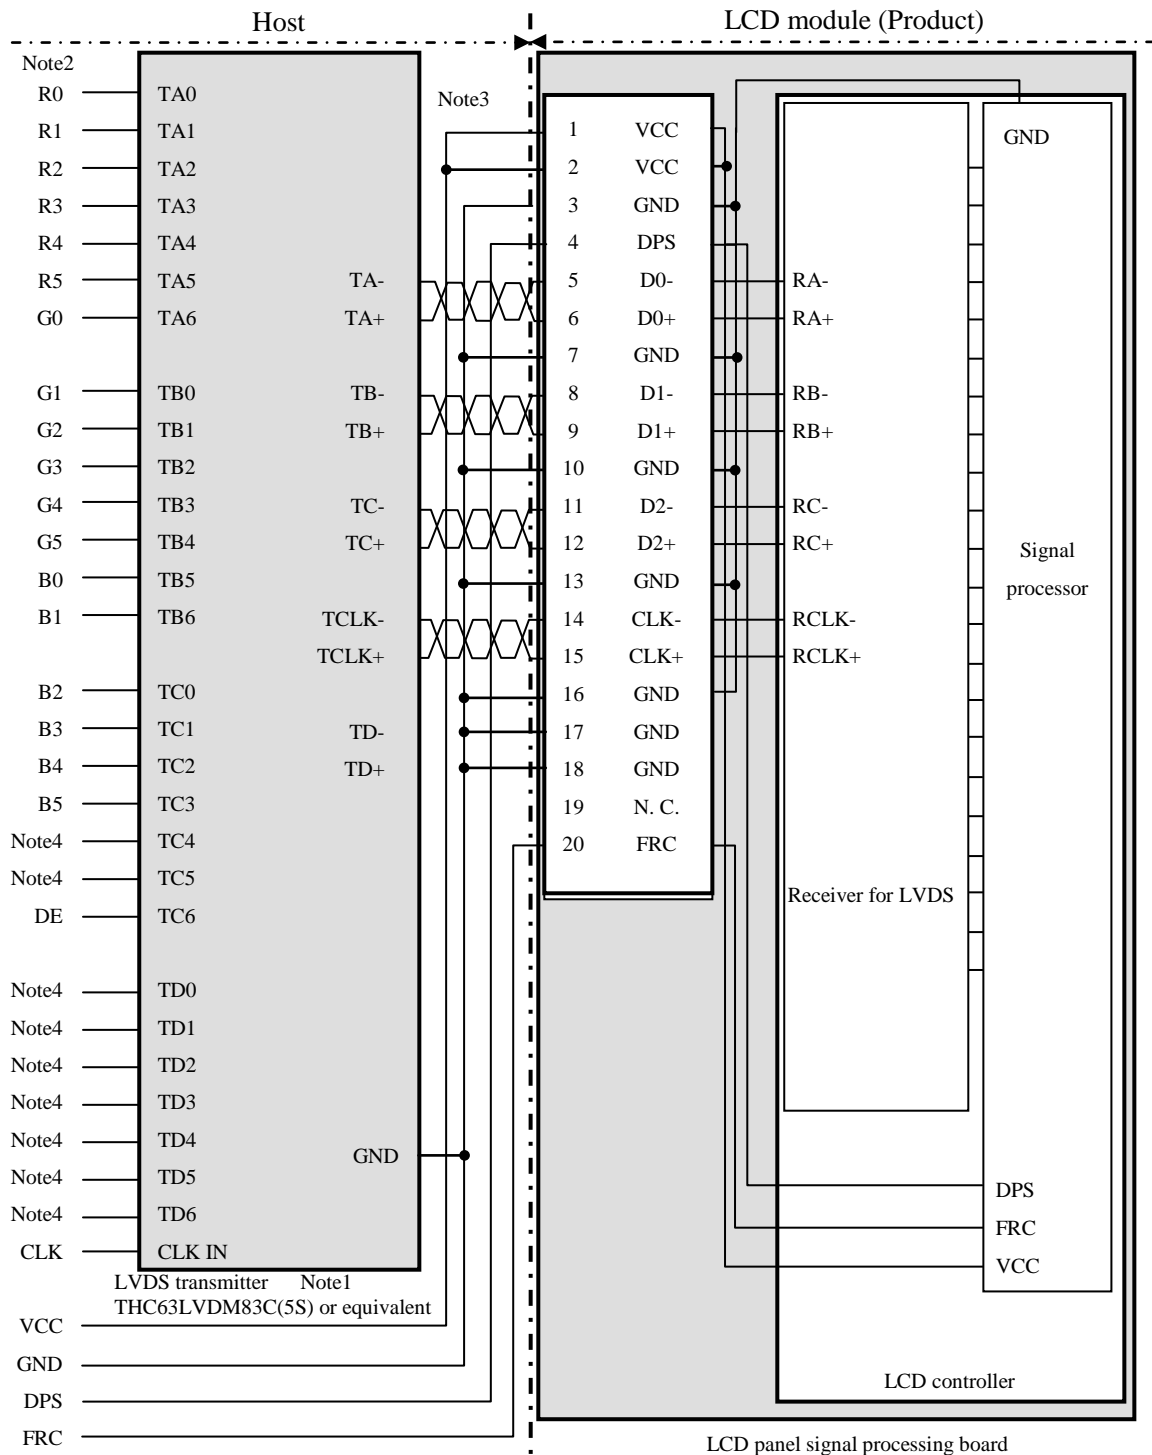 Host
LCD module (Product)
Note2
R0 TA0
Note3
R1 TA1
1 VCC
GND
R2 TA2
2 VCC
R3 TA3
3 GND
R4 TA4
4 DPS
R5 TA5 TA- 5 D0- RA-
G0 TA6 TA+ 6 D0+ RA+
7 GND
G1 TB0 TB- 8 D1- RB-
G2 TB1 TB+ 9 D1+ RB+
G3 TB2 10 GND
G4 TB3 TC- 11 D2- RC-
G5 TB4 TC+ 12 D2+ RC+
Signal
processor
B0 TB5 13 GND
B1 TB6 TCLK- 14 CLK- RCLK-
TCLK+ 15 CLK+ RCLK+
B2 TC0 16 GND
B3 TC1 TD- 17 GND
B4 TC2 TD+ 18 GND
B5 TC3 19 N. C.
Note4 TC4 20 FRC
Note4 TC5
Receiver for LVDS
DE TC6
Note4 TD0
Note4 TD1
Note4 TD2
Note4 TD3
Note4 TD4 GND
Note4 TD5
DPS
Note4 TD6
FRC
CLK CLK IN
VCC
LVDS transmitter Note1
THC63LVDM83C(5S) or equivalent
VCC
GND
LCD controller
DPS
FRC
LCD panel signal processing board